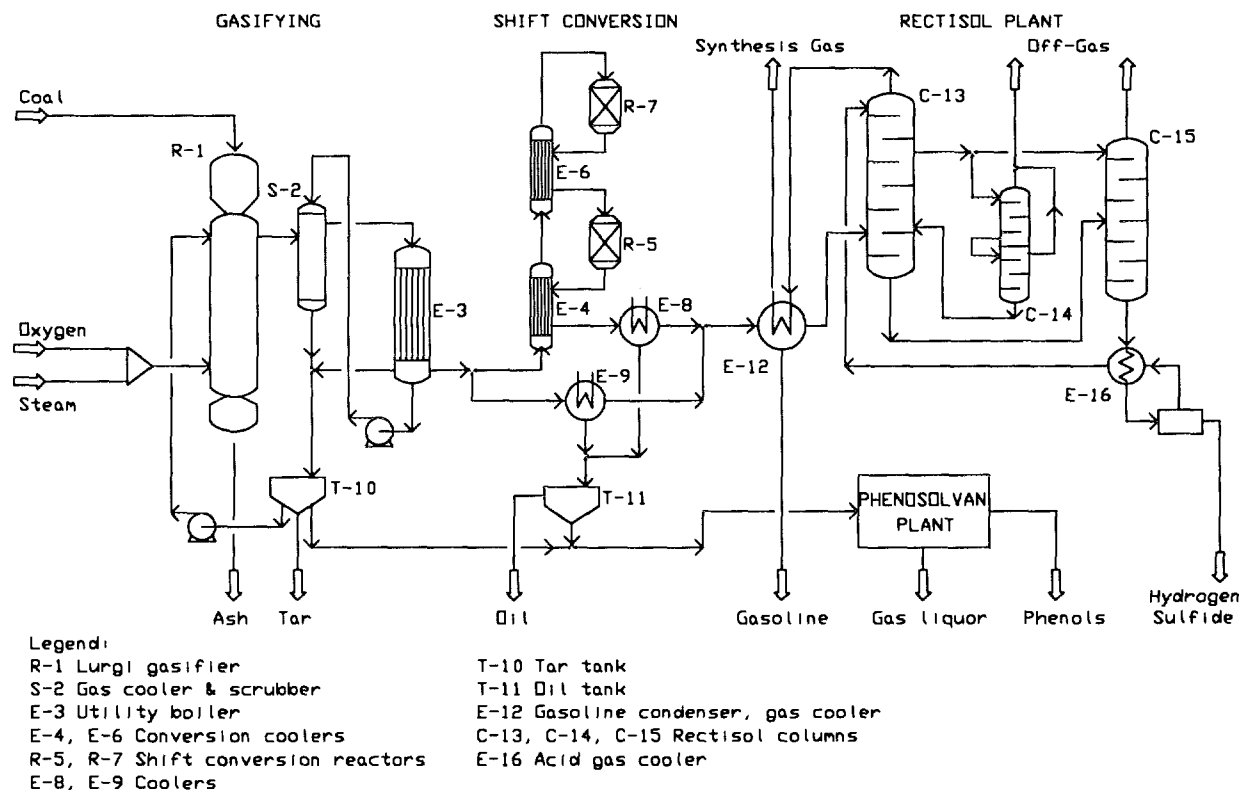 GASIFYING
SHIFT CONVERSION
RECTISOL PLANT
Synthesis Gas
Off-Gas
Coal
R-1
S-2
R-7
E-6
R-5
C-13
C-15
E-3
E-4
E-8
C-14
Oxygen
Steam
E-9
E-12
E-16
T-10
T-11
PHENOSOLVAN
PLANT
Ash
Tar
Oil
Gasoline
Gas liquor
Phenols
Hydrogen
Sulfide
Legend:
R-1 Lurgi gasifier
S-2 Gas cooler & scrubber
E-3 Utility boiler
E-4, E-6 Conversion coolers
R-5, R-7 Shift conversion reactors
E-8, E-9 Coolers
T-10 Tar tank
T-11 Oil tank
E-12 Gasoline condenser, gas cooler
C-13, C-14, C-15 Rectisol columns
E-16 Acid gas cooler